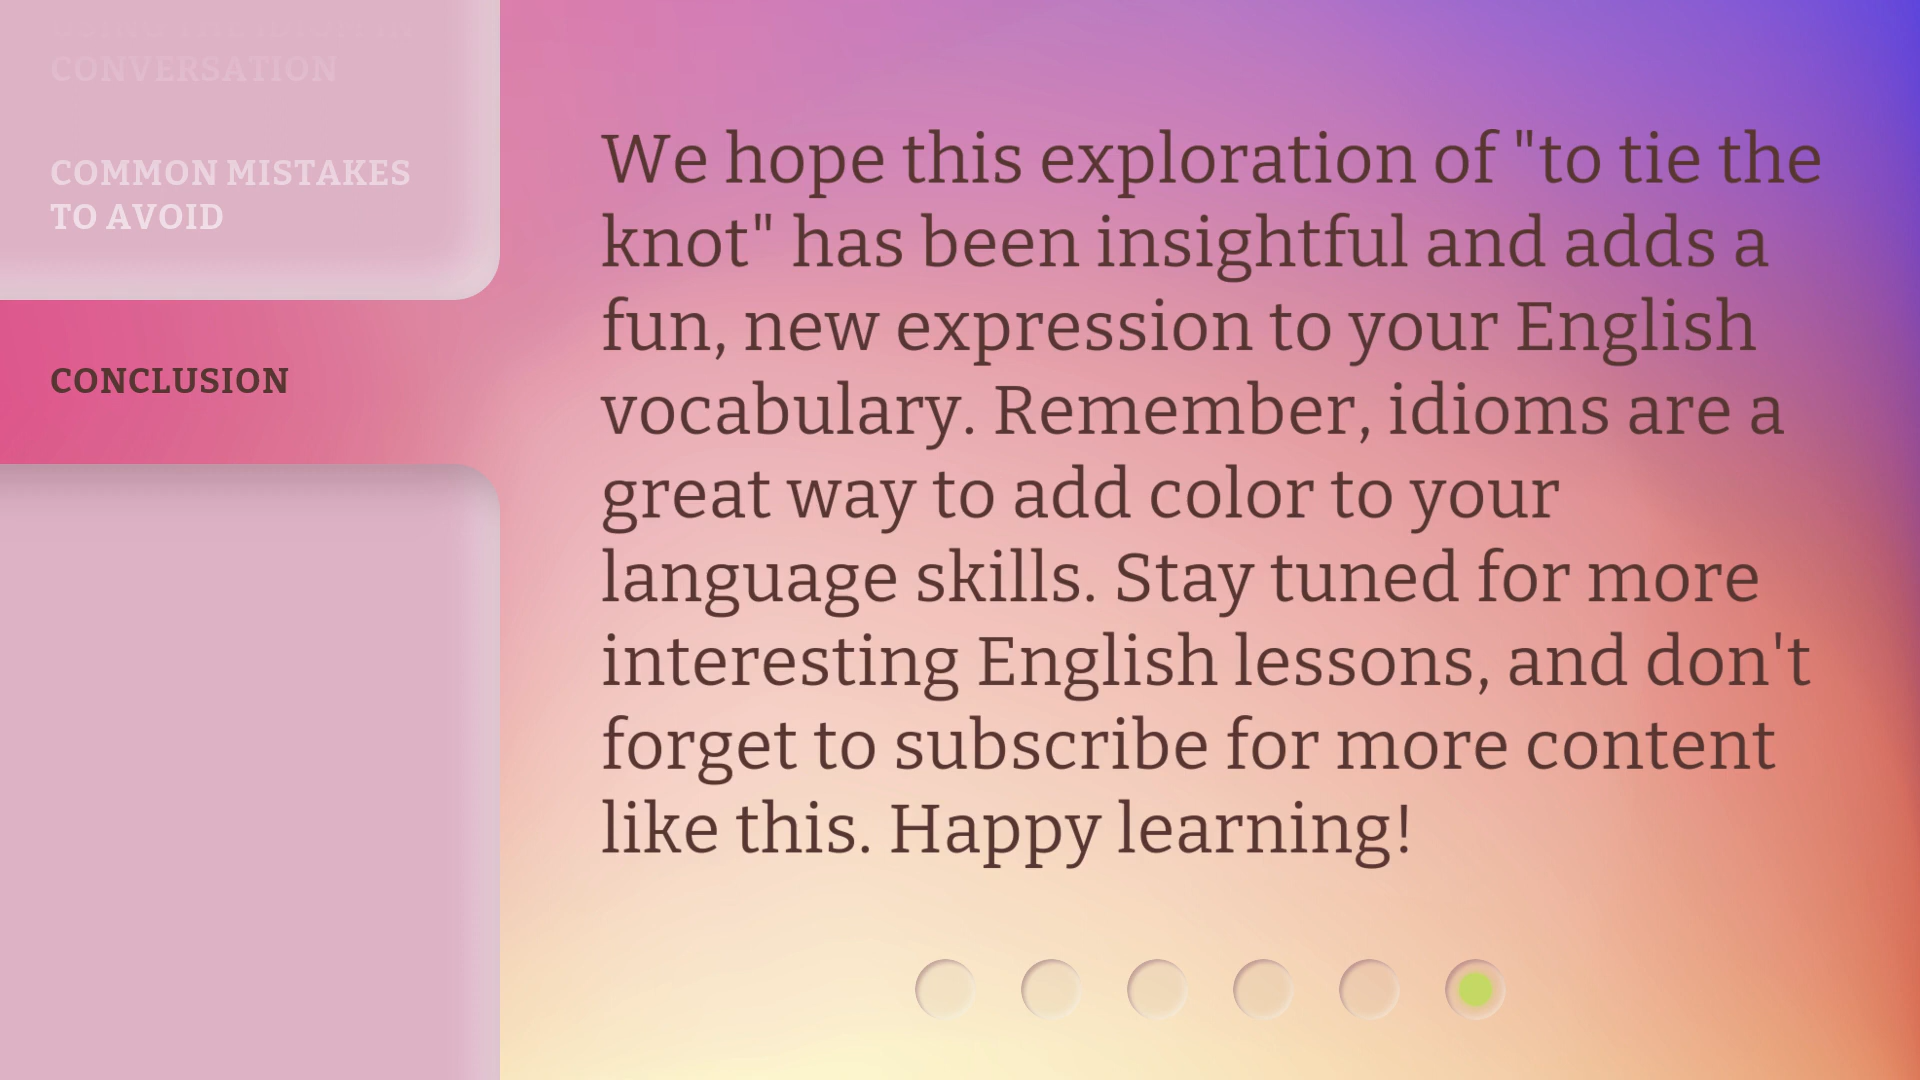 CONVERSATION
COMMON MISTAKES
TO AVOID
CONCLUSION
We hope this exploration of "to tie the
knot" has been insightful and adds a
fun, new expression to your English
vocabulary. Remember, idioms are a
great way to add color to your
language skills. Stay tuned for more
interesting English lessons, and don't
forget to subscribe for more content
like this. Happy learning!